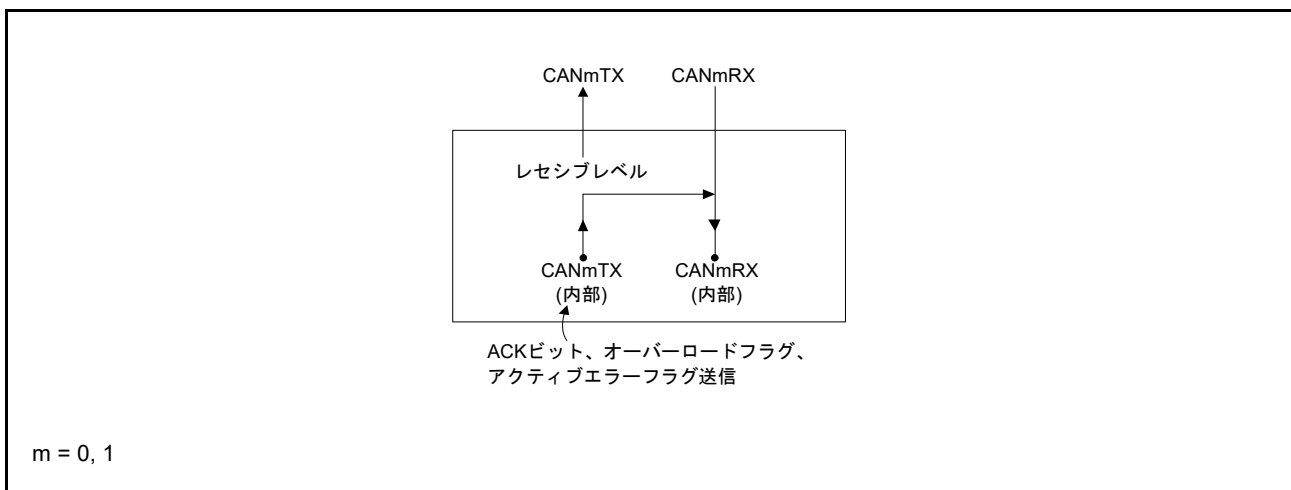 CANmTX CANmRX
レセシブレベル
CANmTX CANmRX
(内部) (内部)
ACKビット、オーバーロードフラグ、
アクティブエラーフラグ送信
m = 0, 1